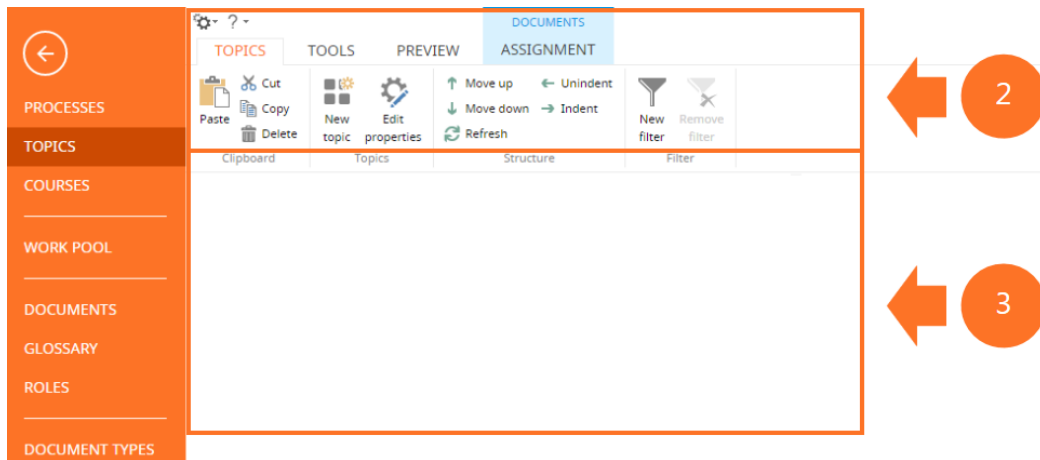 PROCESSES
TOPICS
COURSES
WORK POOL
DOCUMENTS
GLOSSARY
ROLES
DOCUMENT TYPES
?
DOCUMENTS
TOPICS TOOLS PREVIEW ASSIGNMENT
Paste
Cut
Copy
Delete
Clipboard
New
topic
Edit
properties
Topics
Move up
Move down
Refresh
Unindent
Indent
Structure
New
filter
Remove
filter
Filter
2
3